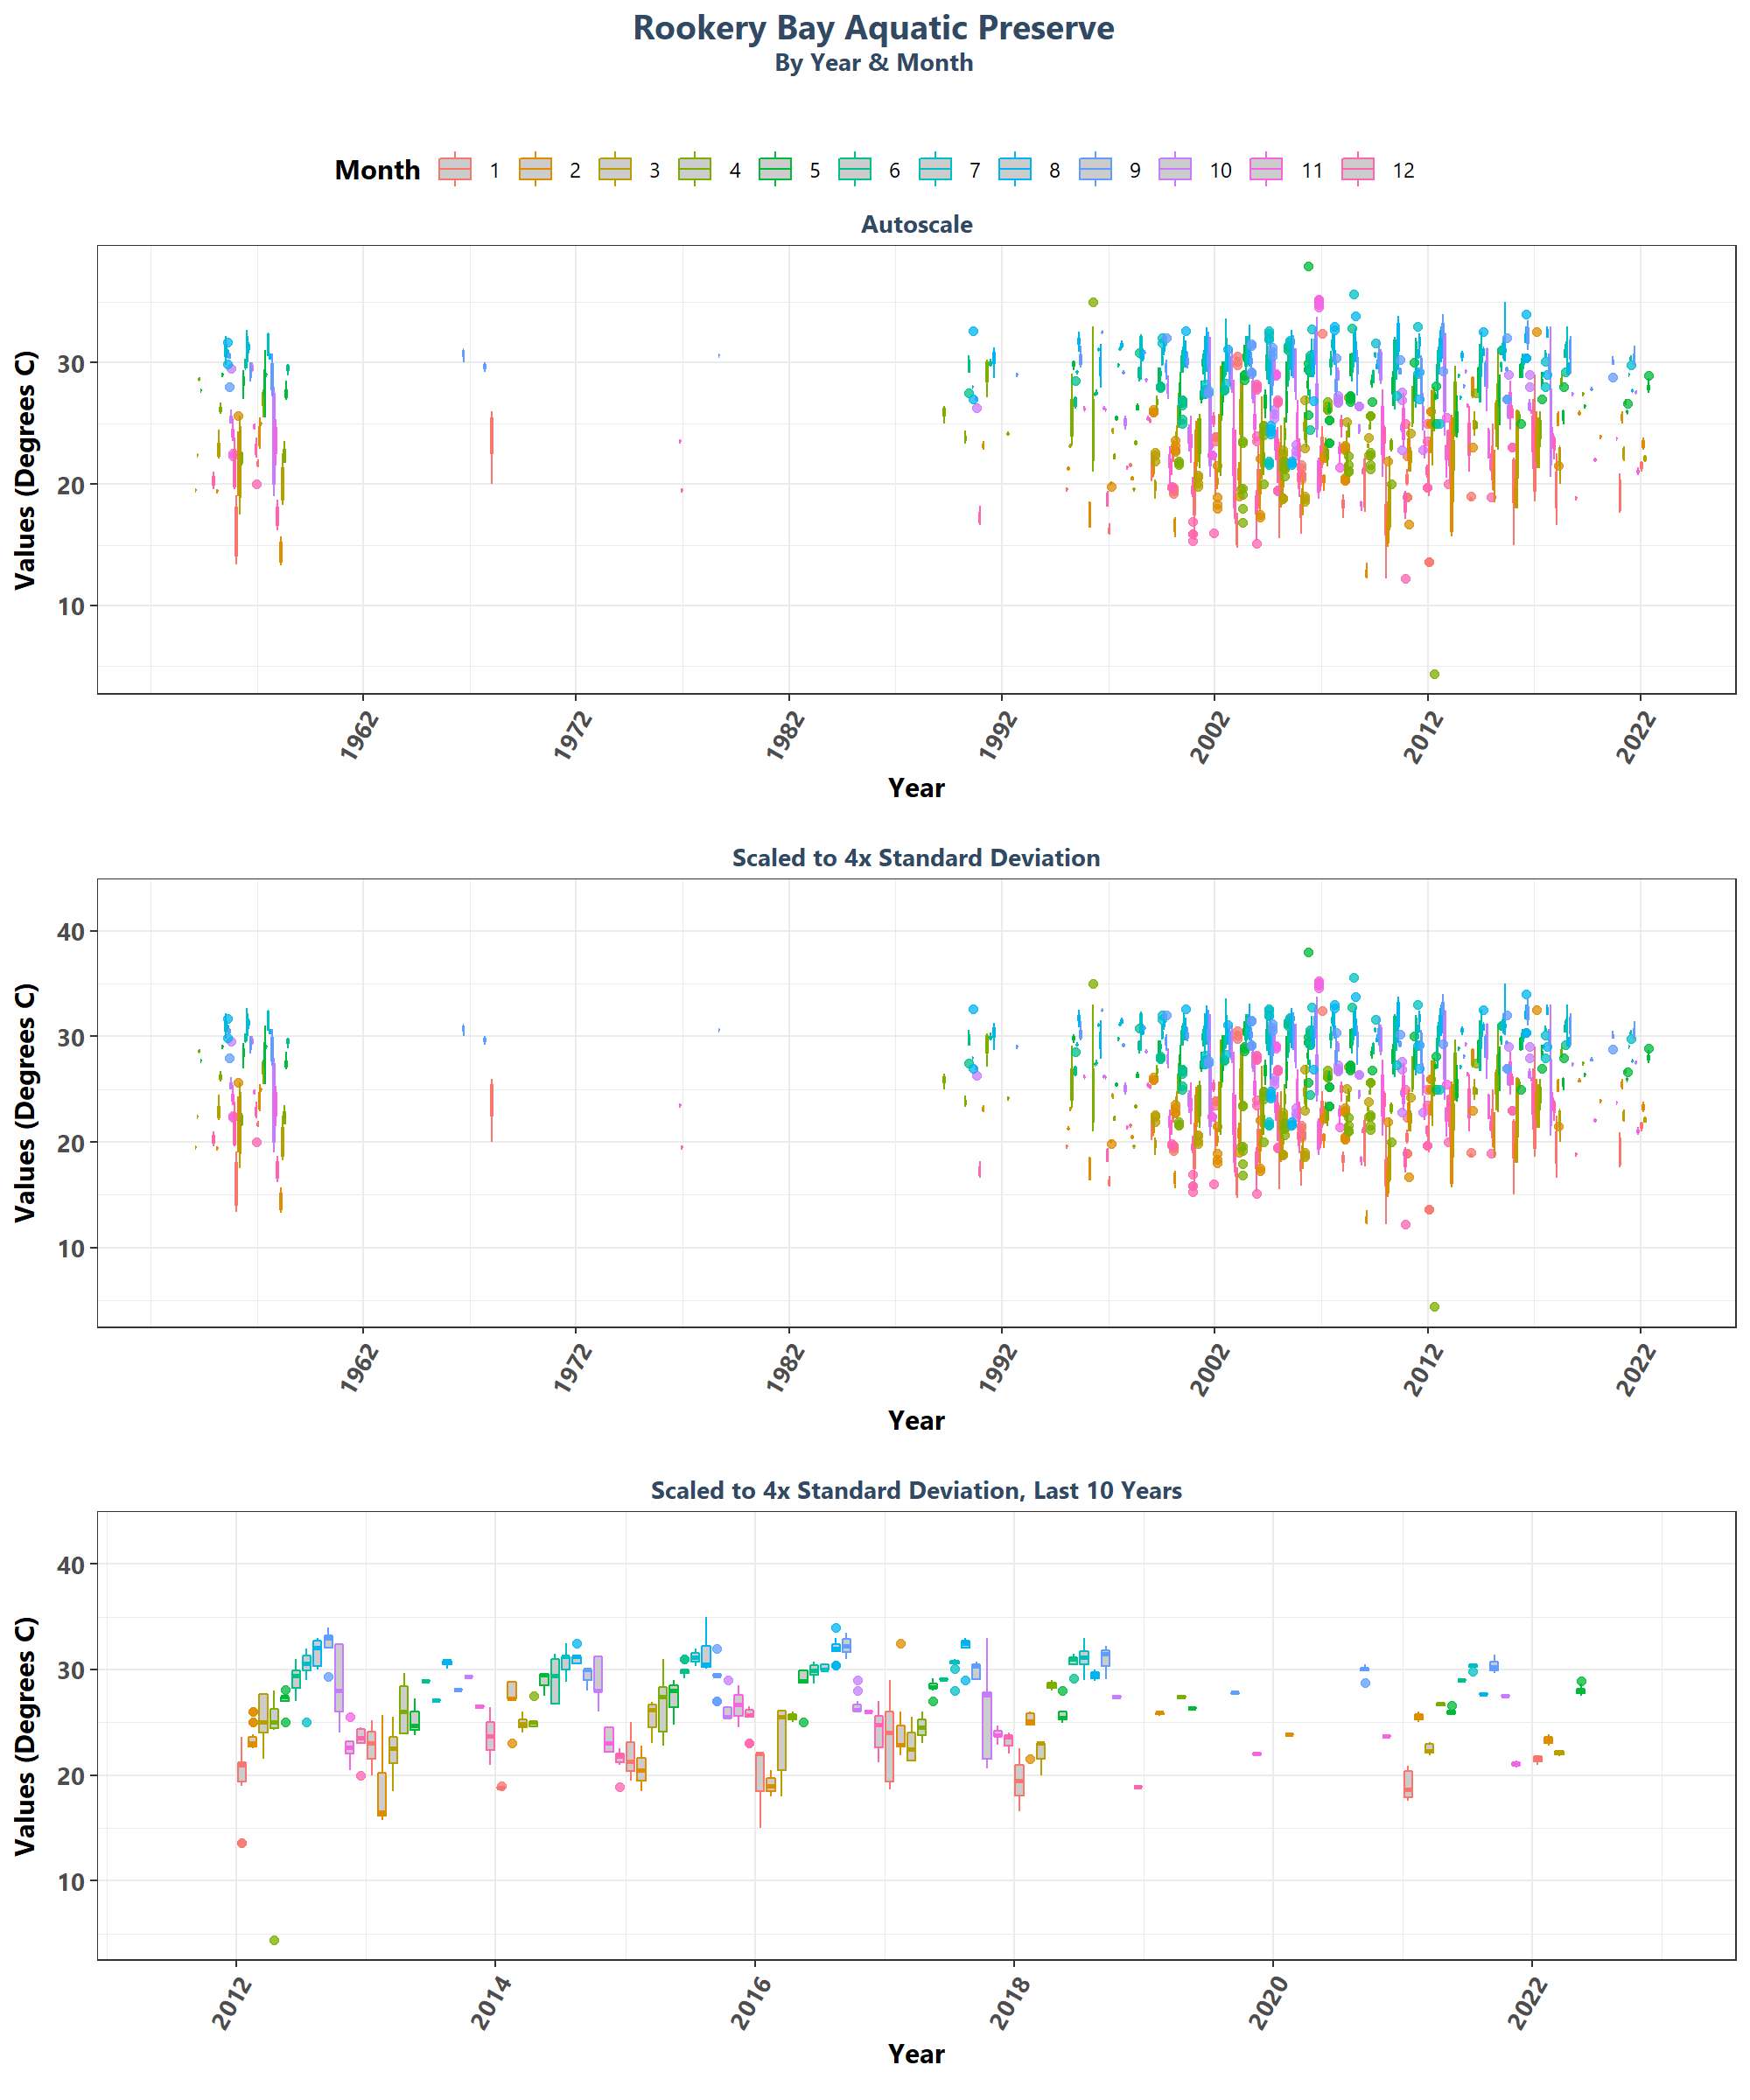 Rookery Bay Aquatic Preserve
By Year & Month
Month 1 2 3 4 5 6 7 8 9 10 11 12
Autoscale
Values (Degrees C)
30
20
10
1962 1972 1982 1992 2002 2012 2022
Year
Scaled to 4x Standard Deviation
Values (Degrees C)
40
30
20
10
1962 1972 1982 1992 2002 2012 2022
Year
Scaled to 4x Standard Deviation, Last 10 Years
Values (Degrees C)
40
30
20
10
2012 2014 2016 2018 2020 2022
Year